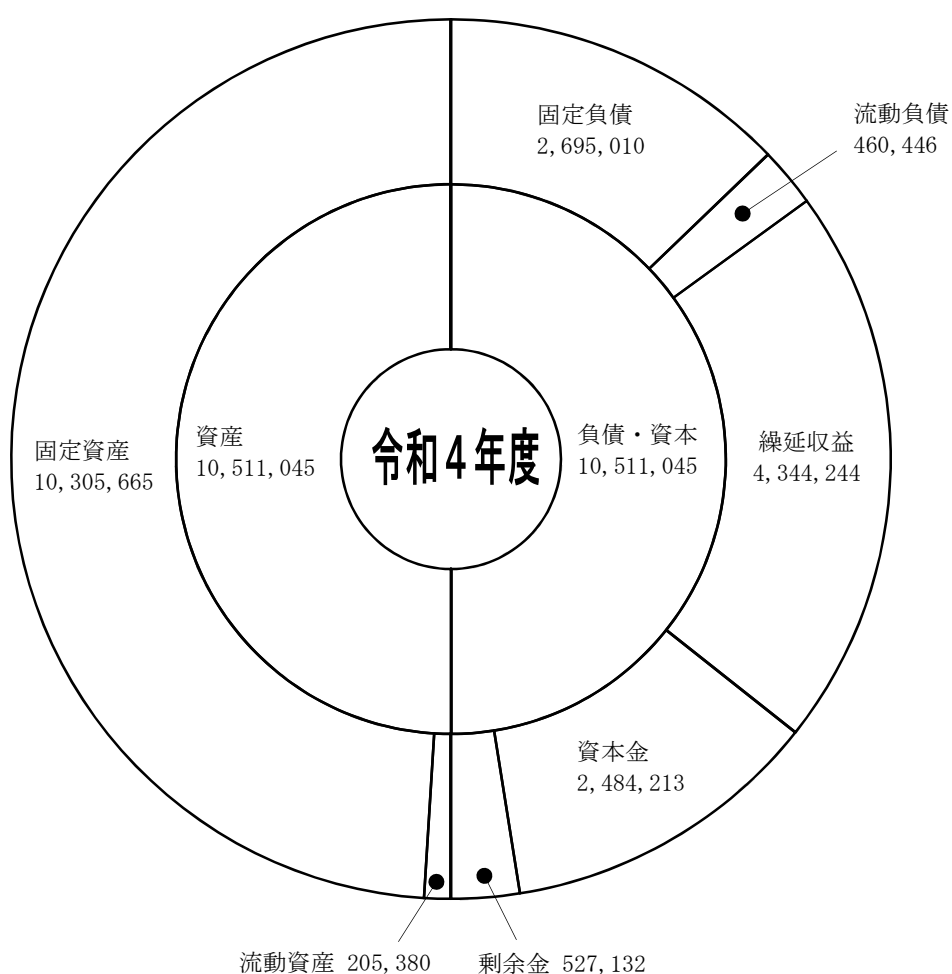 固定負債
2,695,010
流動負債
460,446
固定資産
10,305,665
資産
10,511,045
令和４年度
負債・資本
10,511,045
繰延収益
4,344,244
資本金
2,484,213
流動資産 205,380
剰余金 527,132